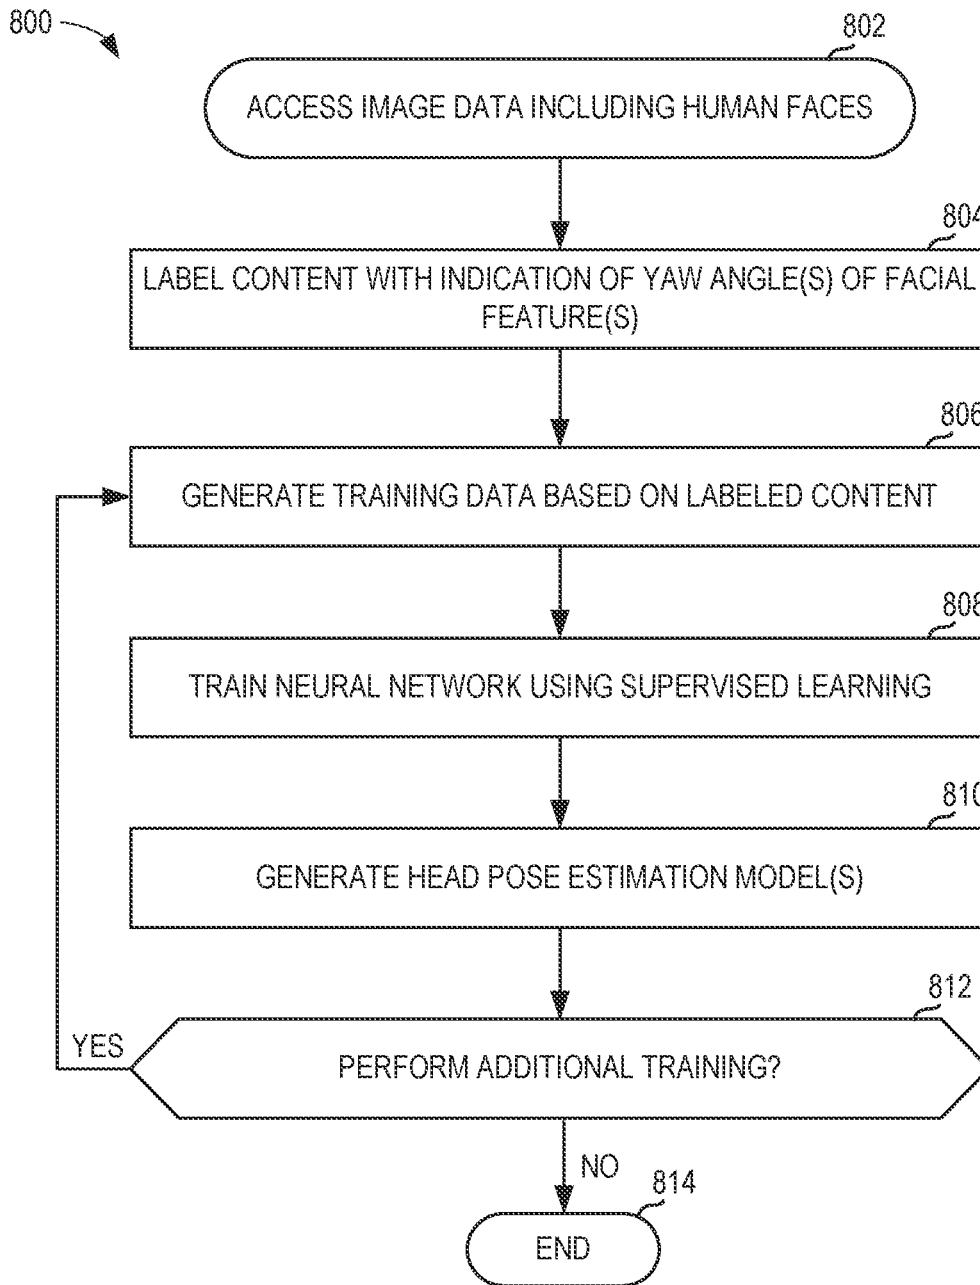 800
802
ACCESS IMAGE DATA INCLUDING HUMAN FACES
804
LABEL CONTENT WITH INDICATION OF YAW ANGLE(S) OF FACIAL
FEATURE(S)
806
GENERATE TRAINING DATA BASED ON LABELED CONTENT
808
TRAIN NEURAL NETWORK USING SUPERVISED LEARNING
810
GENERATE HEAD POSE ESTIMATION MODEL(S)
812
YES
PERFORM ADDITIONAL TRAINING?
NO
814
END